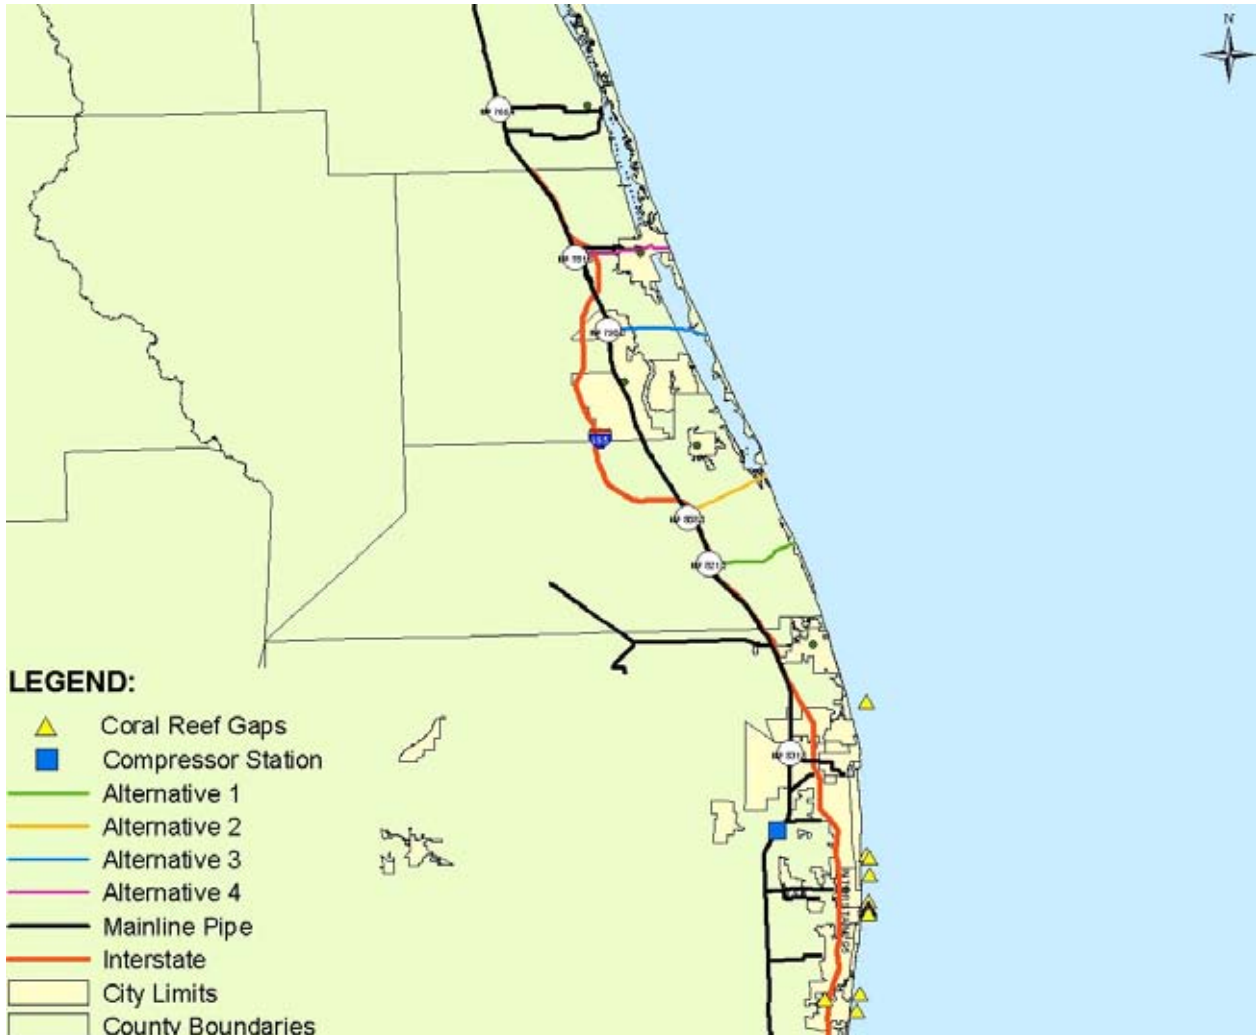 N
LEGEND:
Coral Reef Gaps
Compressor Station
Alternative 1
Alternative 2
Alternative 3
Alternative 4
Mainline Pipe
Interstate
City Limits
County Boundaries